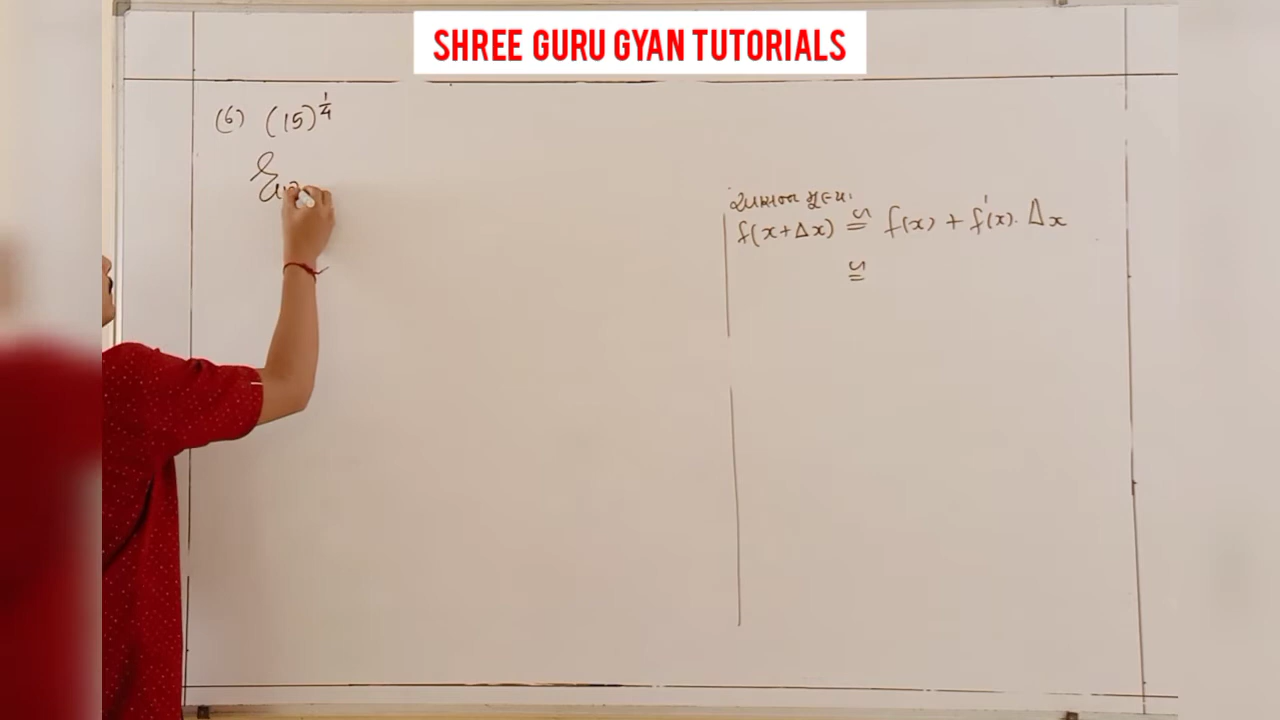 SHREE GURU GYAN TUTORIALS
(6) (15)^{1/4}
f(x+Δx) ≅ f(x) + f'(x). Δx
≅